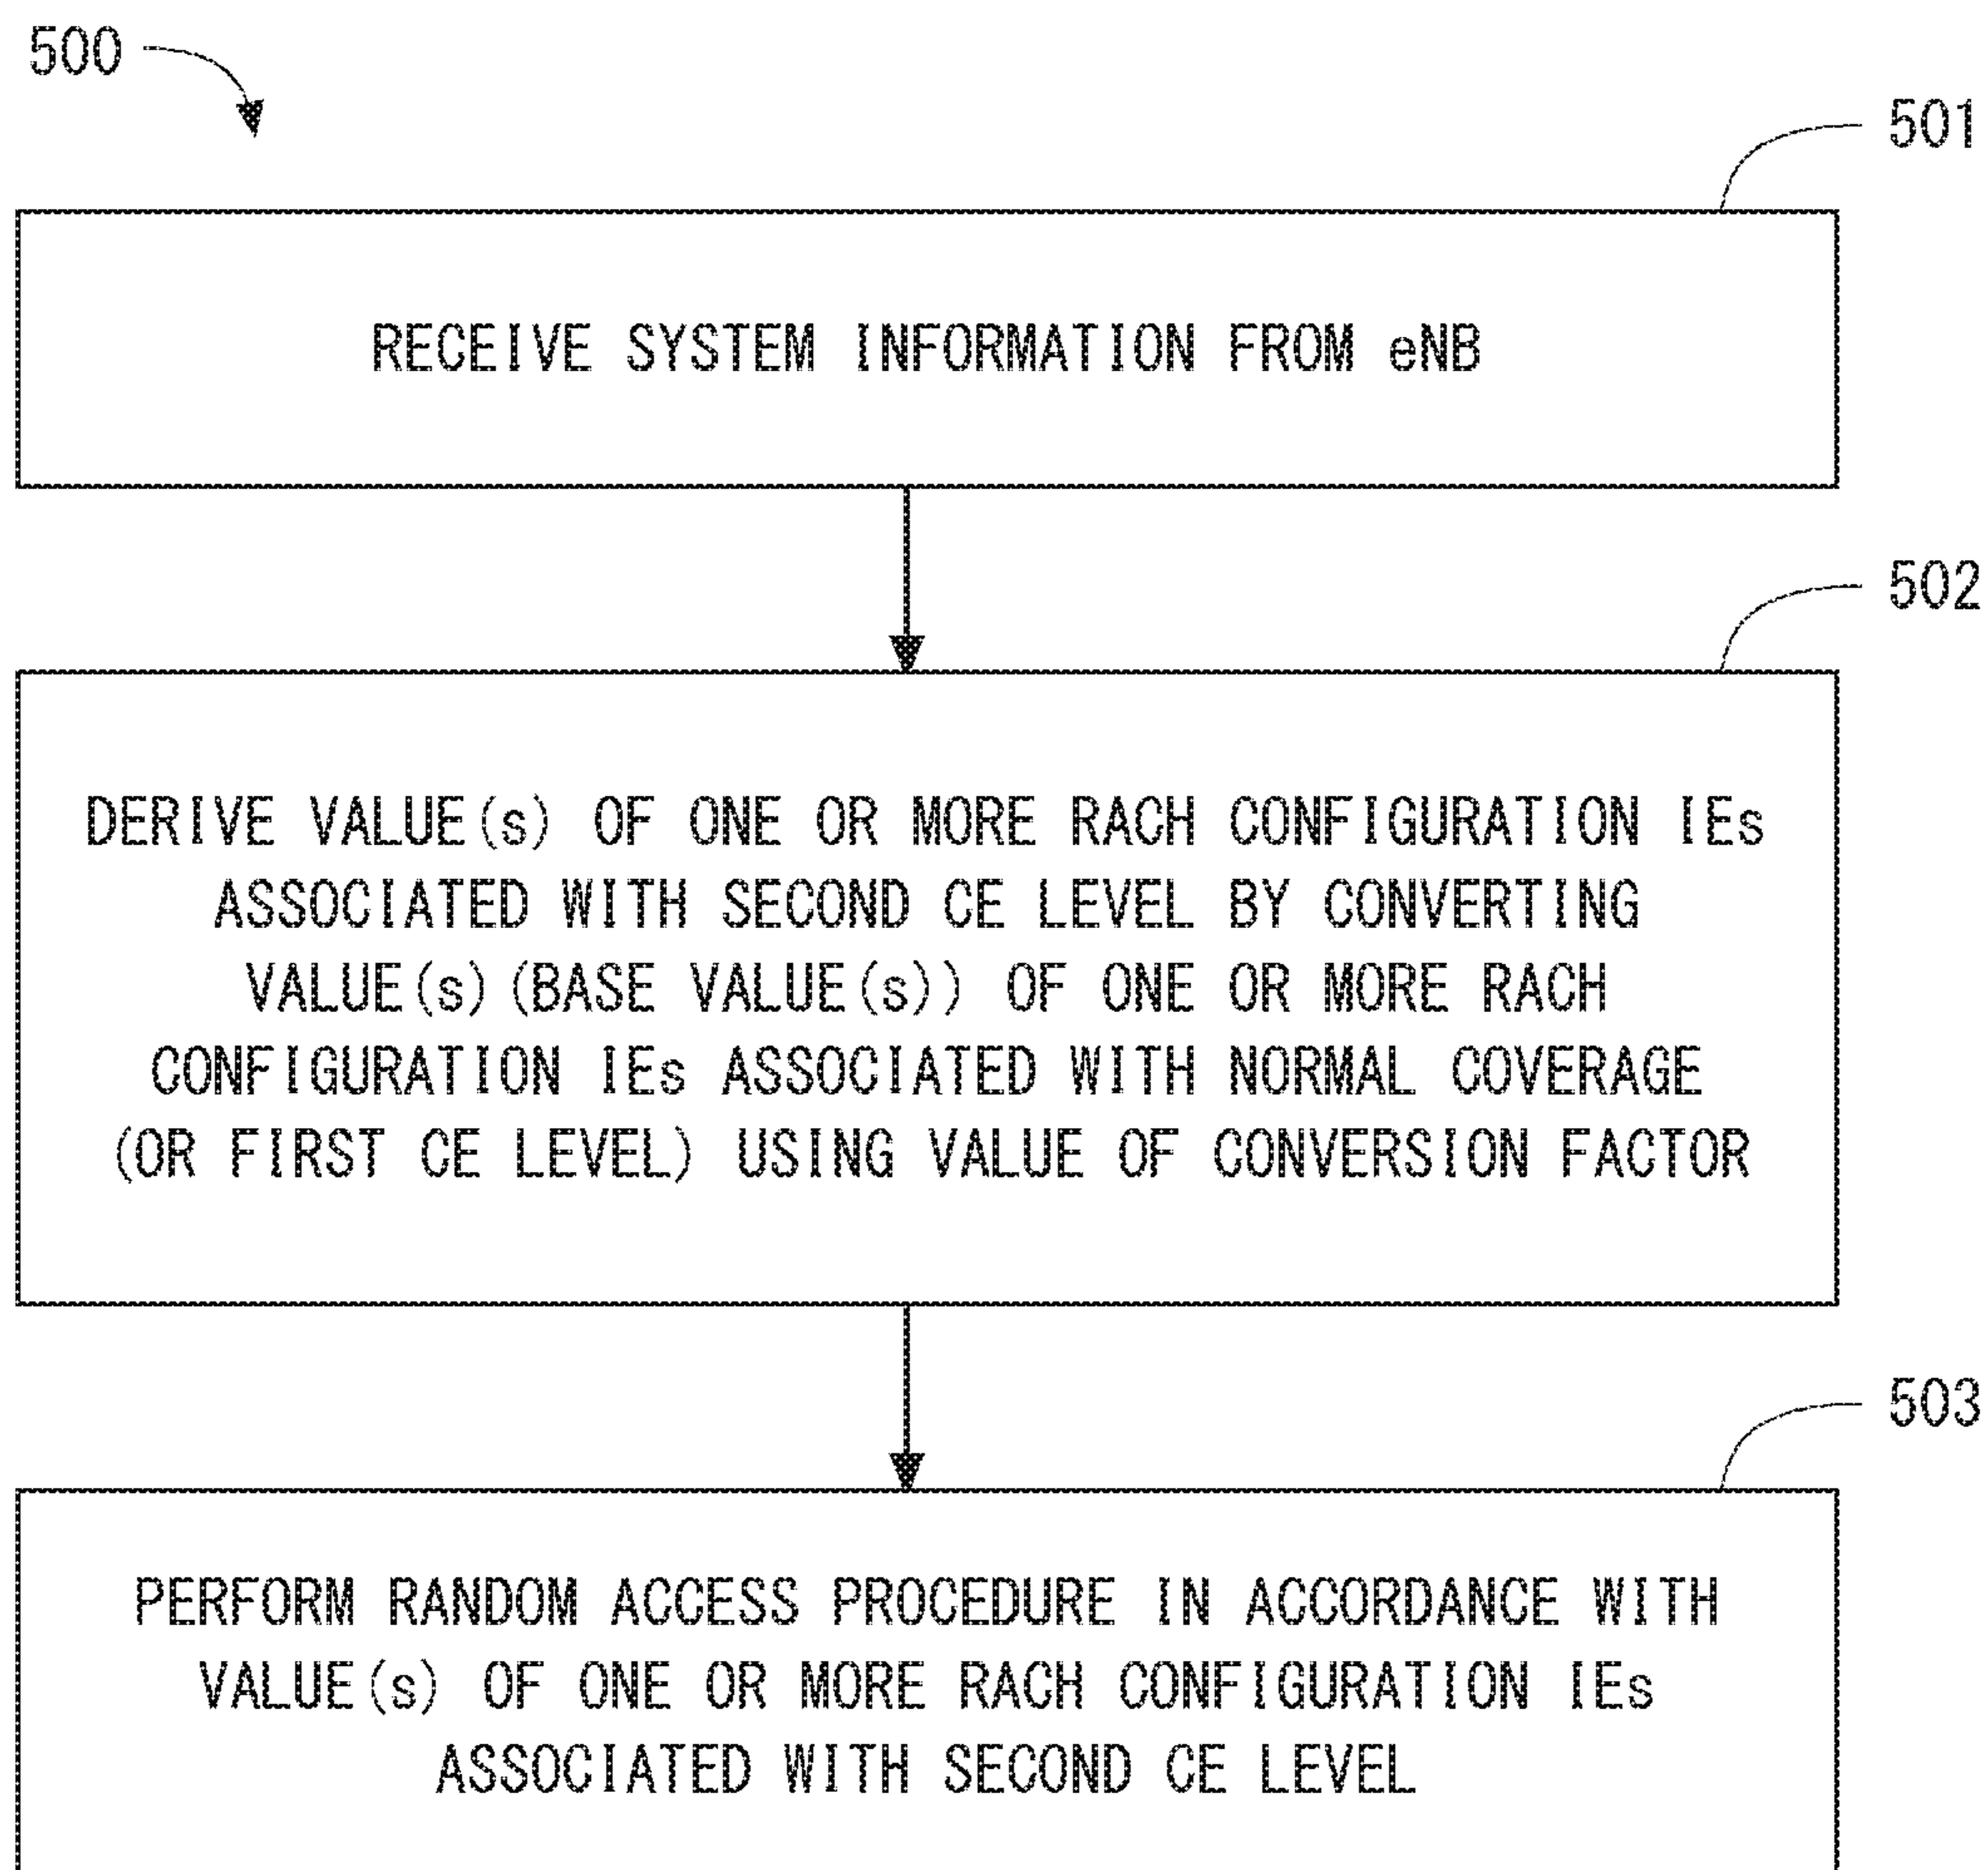 500
501
RECEIVE SYSTEM INFORMATION FROM eNB
502
DERIVE VALUE(s) OF ONE OR MORE RACH CONFIGURATION IEs
ASSOCIATED WITH SECOND CE LEVEL BY CONVERTING
VALUE(s)(BASE VALUE(s)) OF ONE OR MORE RACH
CONFIGURATION IEs ASSOCIATED WITH NORMAL COVERAGE
(OR FIRST CE LEVEL) USING VALUE OF CONVERSION FACTOR
503
PERFORM RANDOM ACCESS PROCEDURE IN ACCORDANCE WITH
VALUE(s) OF ONE OR MORE RACH CONFIGURATION IEs
ASSOCIATED WITH SECOND CE LEVEL